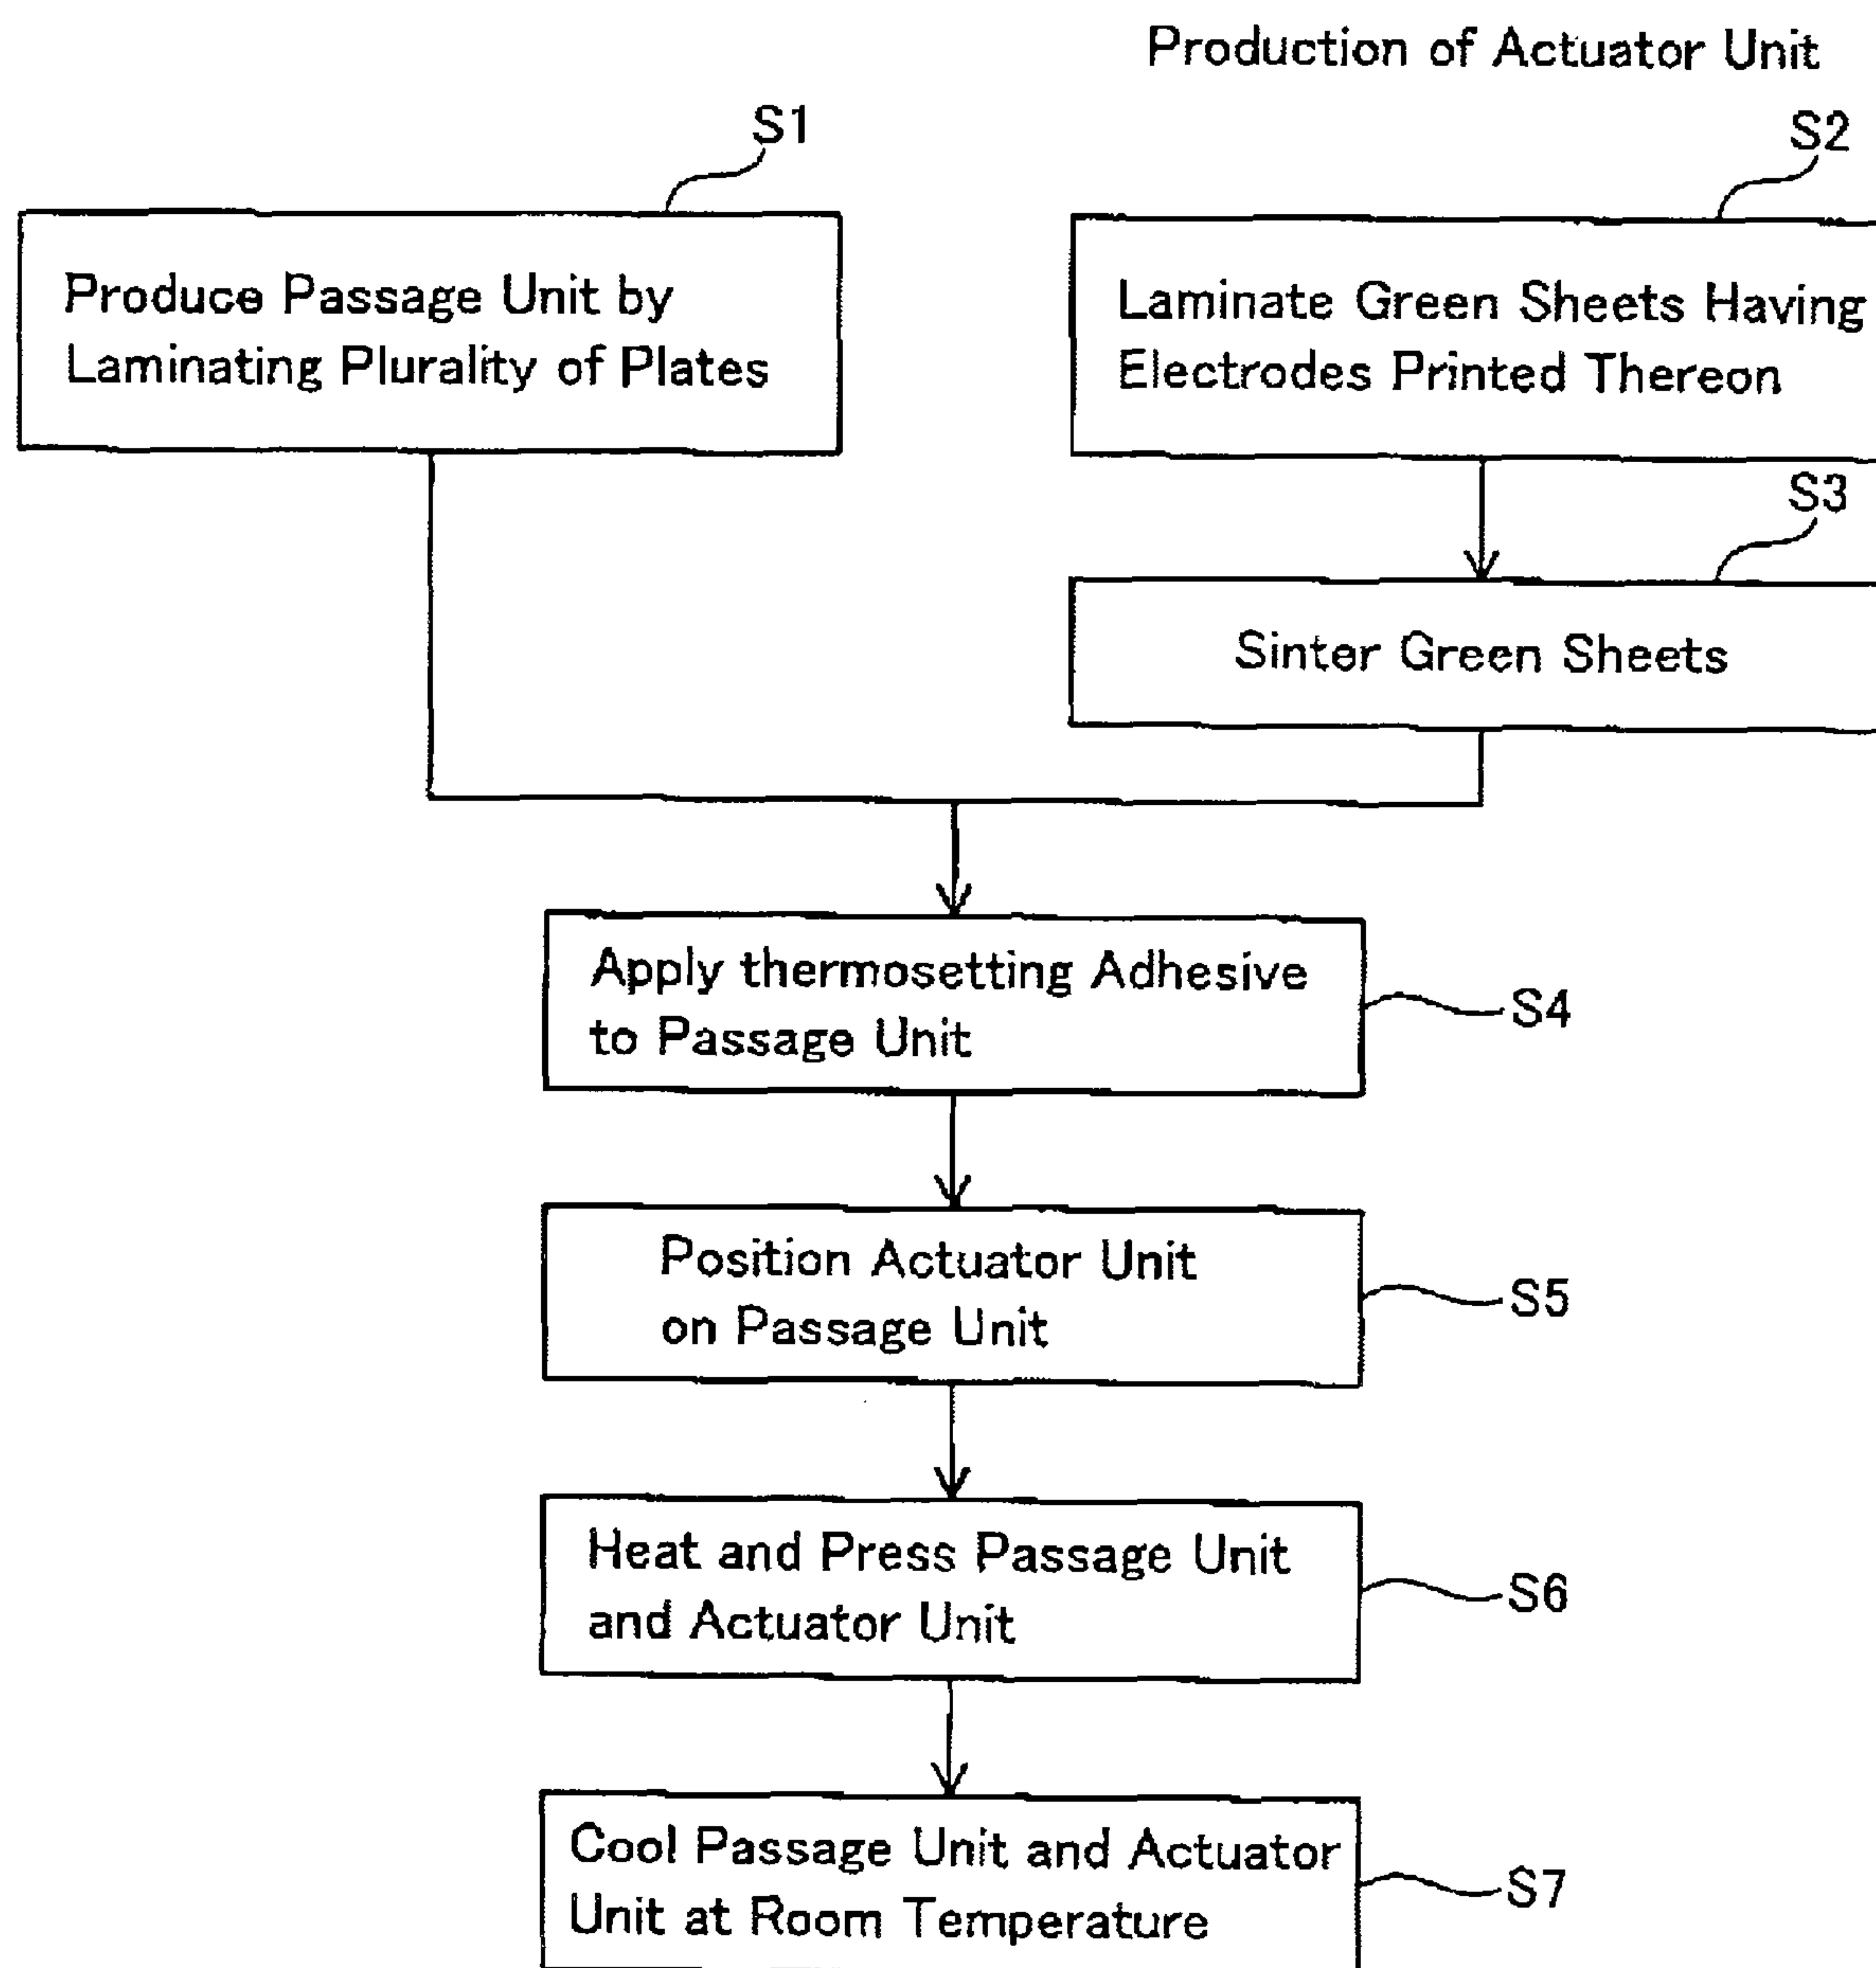 Production of Actuator Unit
S1
S2
Produce Passage Unit by
Laminating Plurality of Plates
Laminate Green Sheets Having
Electrodes Printed Thereon
S3
Sinter Green Sheets
Apply thermosetting Adhesive
to Passage Unit
S4
Position Actuator Unit
on Passage Unit
S5
Heat and Press Passage Unit
and Actuator Unit
S6
Cool Passage Unit and Actuator
Unit at Room Temperature
S7